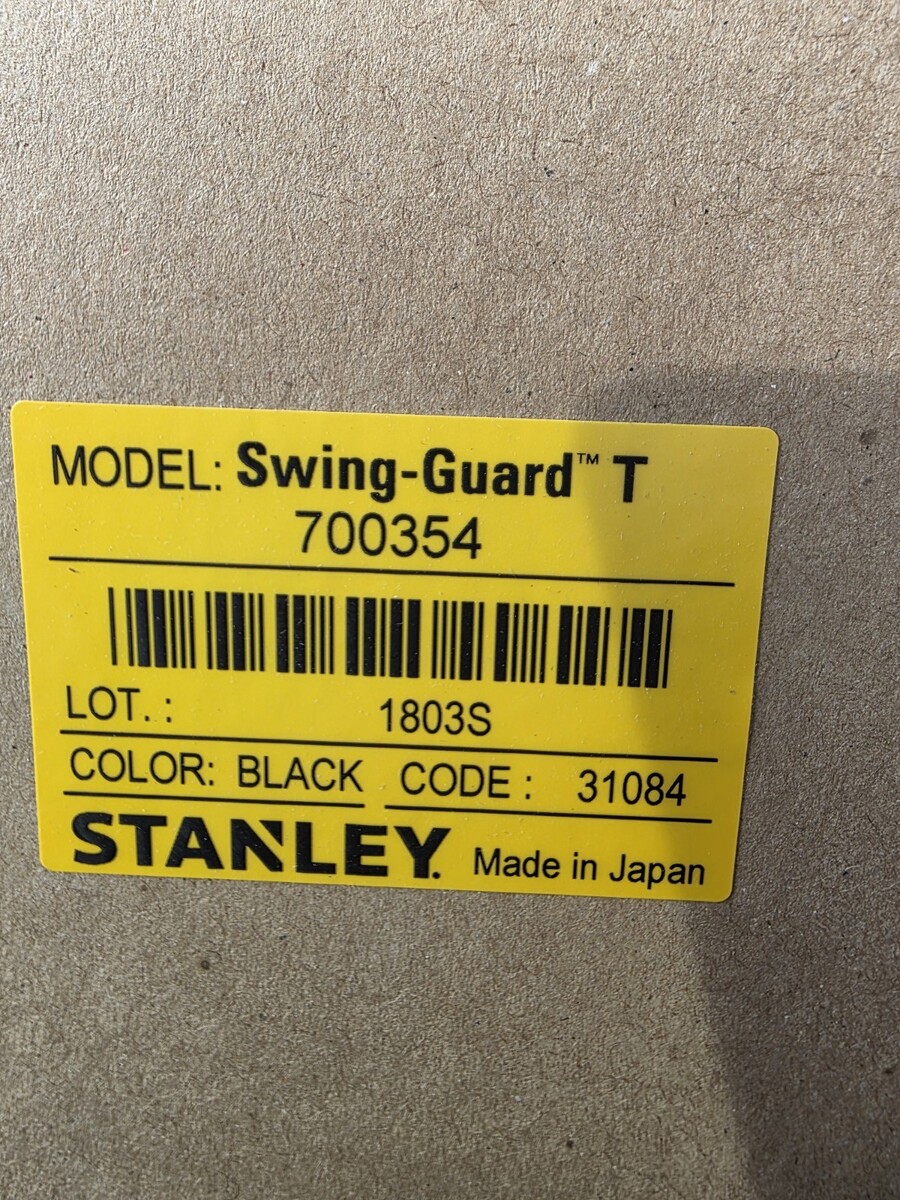 MODEL: Swing-Guard™ T
700354
LOT. : 1803S
COLOR: BLACK CODE : 31084
STANLEY. Made in Japan